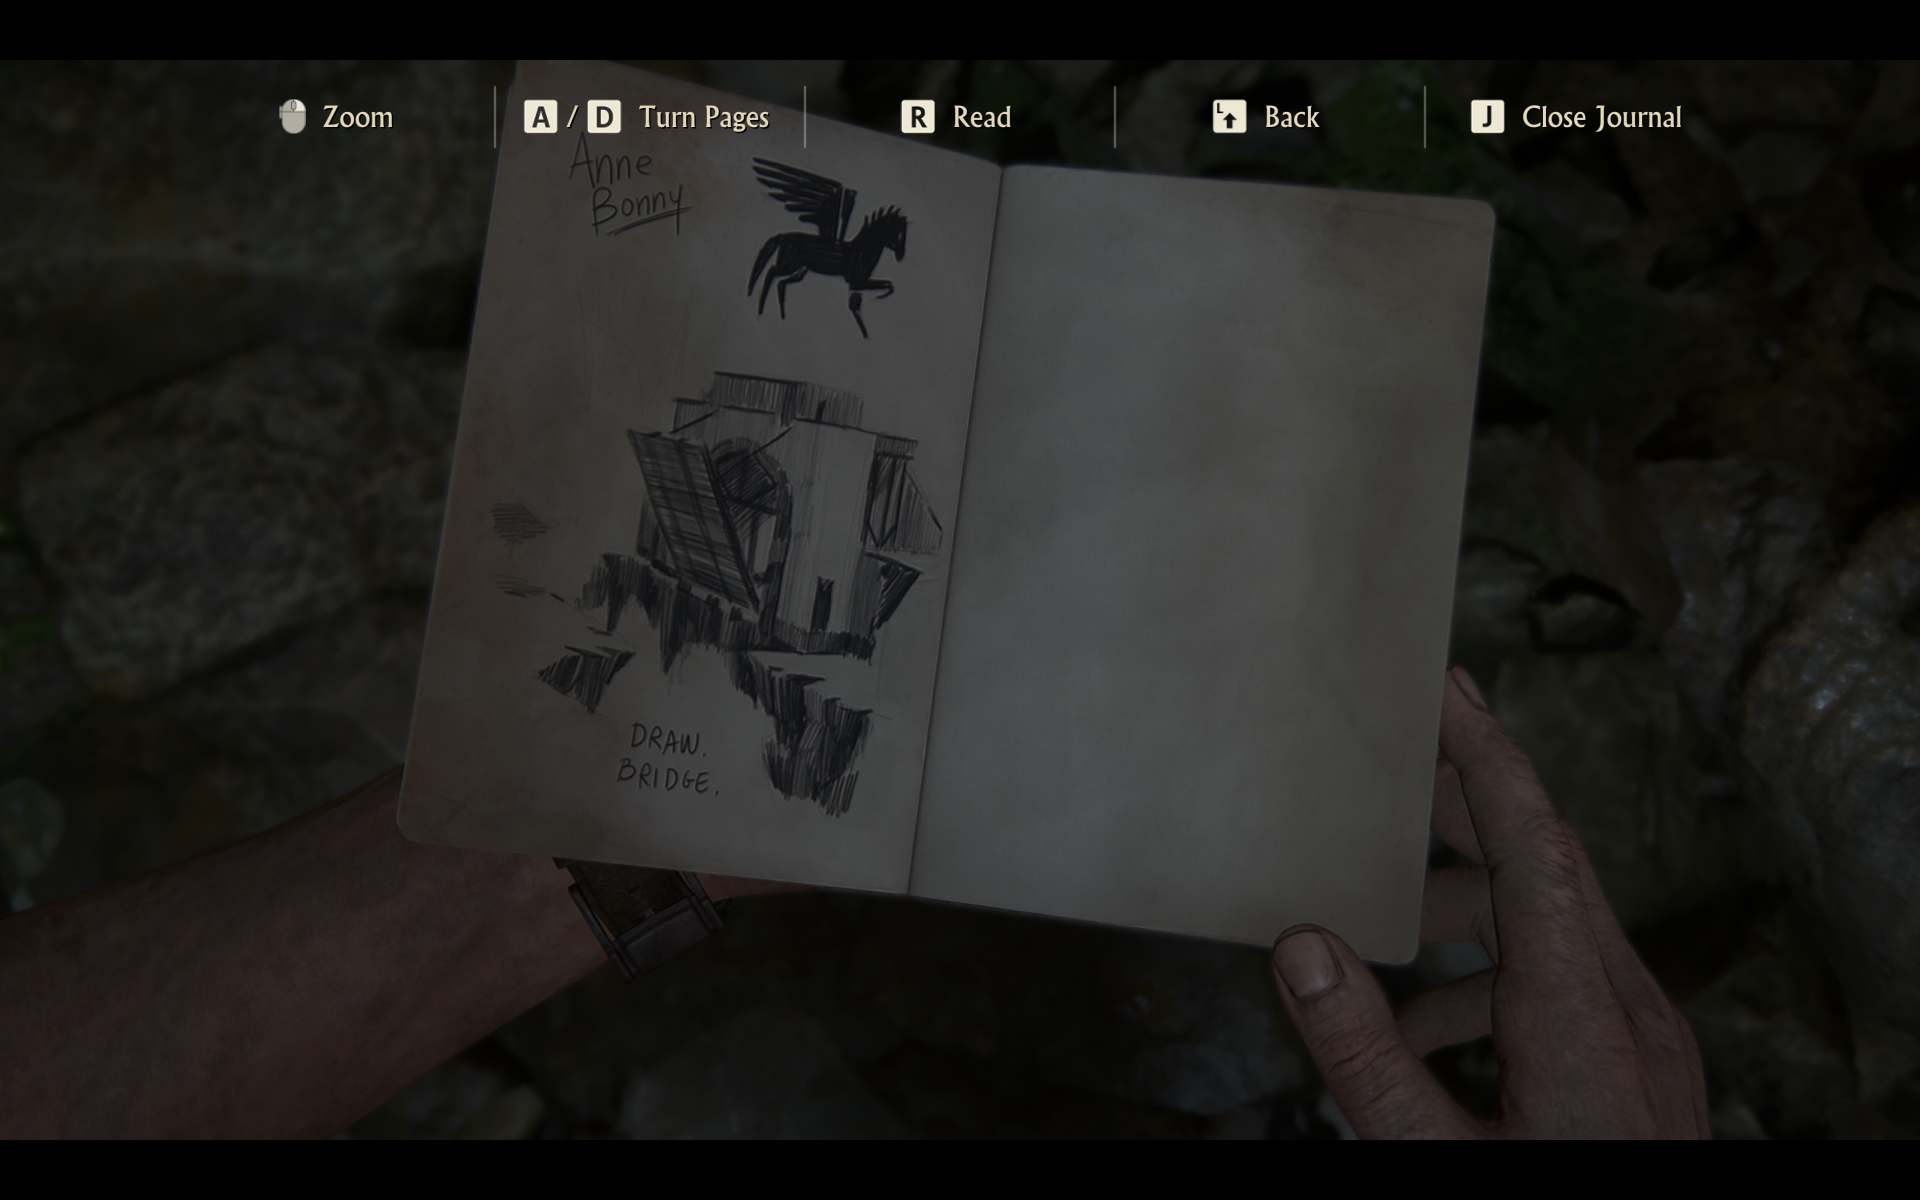 Zoom
A / D Turn Pages
R Read
L Back
J Close Journal
Anne
Bonny
DRAW.
BRIDGE.